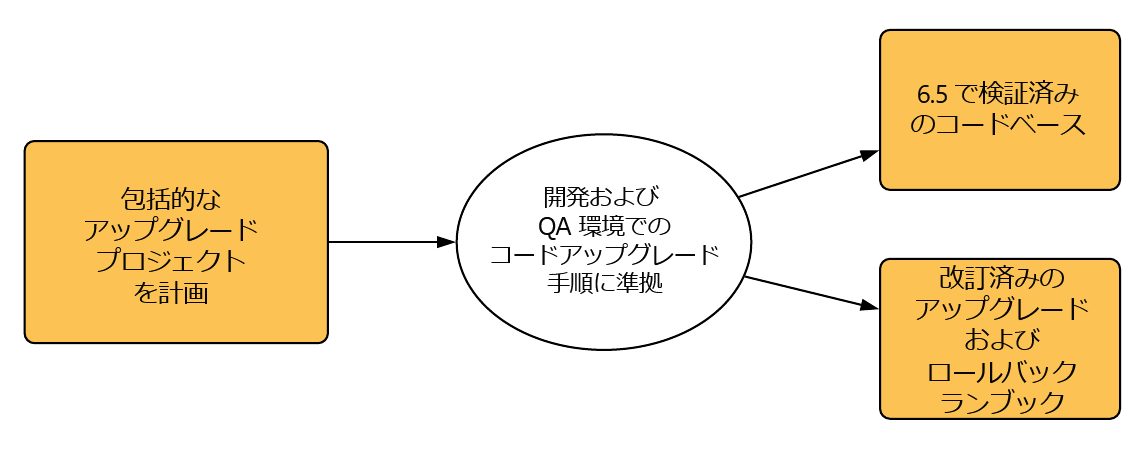 包括的な
アップグレード
プロジェクト
を計画
開発および
QA 環境での
コードアップグレード
手順に準拠
6.5 で検証済み
のコードベース
改訂済みの
アップグレード
および
ロールバック
ランブック